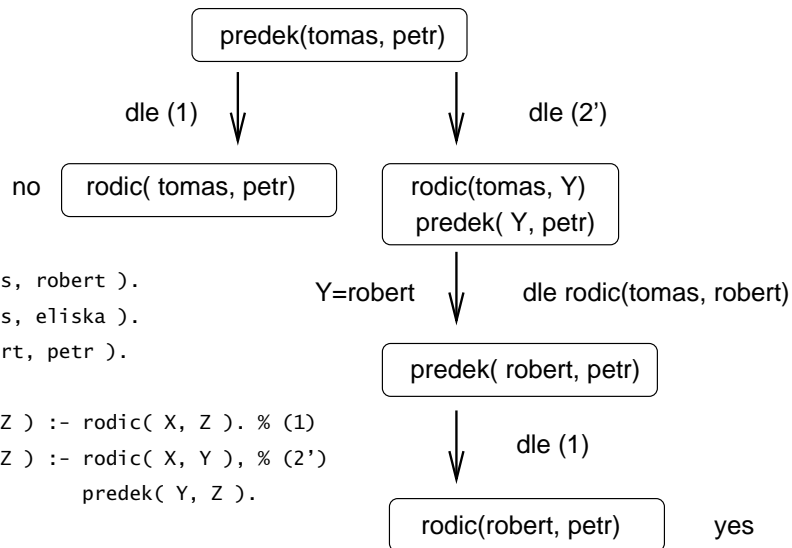 predek(tomas, petr)
dle (1)
dle (2’)
no
rodic( tomas, petr)
rodic(tomas, Y)
predek( Y, petr)
s, robert ).
s, eliska ).
rt, petr ).
Y=robert
dle rodic(tomas, robert)
predek( robert, petr)
Z ) :- rodic( X, Z ). % (1)
Z ) :- rodic( X, Y ), % (2’)
predek( Y, Z ).
dle (1)
rodic(robert, petr)
yes